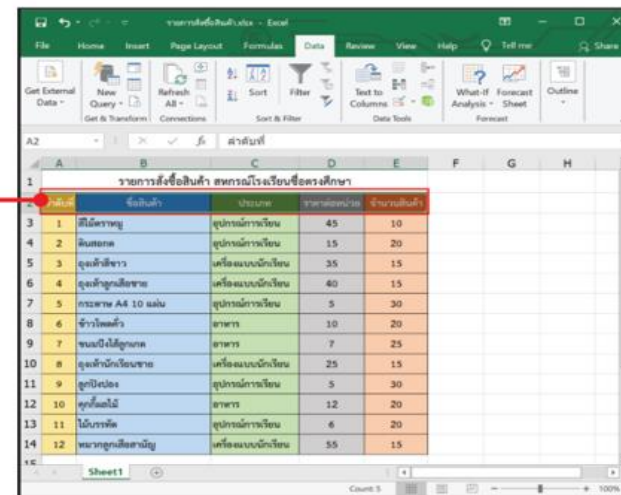 รายการสั่งซื้อสินค้า.xlsx - Excel
File Home Insert Page Layout Formulas Data Review View Help Tell me Share
Get External Data New Query Refresh All Sort Filter Text to Columns What-If Analysis Forecast Sheet Outline
Get & Transform Connections Sort & Filter Data Tools Forecast
A2 fx ลำดับที่
A B C D E F G H
1 รายการสั่งซื้อสินค้า สหกรณ์โรงเรียนซื่อตรงศึกษา
2 ลำดับที่ ชื่อสินค้า ประเภท ราคาต่อหน่วย จำนวนสินค้า
3 1 สีไม้ตราหมู อุปกรณ์การเรียน 45 10
4 2 ดินสอกด อุปกรณ์การเรียน 15 20
5 3 ถุงเท้าสีขาว เครื่องแบบนักเรียน 35 15
6 4 ถุงเท้าลูกเสือชาย เครื่องแบบนักเรียน 40 15
7 5 กระดาษ A4 10 แผ่น อุปกรณ์การเรียน 5 30
8 6 ข้าวโพดคั่ว อาหาร 10 20
9 7 ขนมปังไส้ลูกเกด อาหาร 7 25
10 8 ถุงเท้านักเรียนชาย เครื่องแบบนักเรียน 25 15
11 9 ลูกปิงปอง อุปกรณ์การเรียน 5 30
12 10 คุกกี้ผลไม้ อาหาร 12 20
13 11 ไม้บรรทัด อุปกรณ์การเรียน 6 20
14 12 หมวกลูกเสือสามัญ เครื่องแบบนักเรียน 55 15
15
Sheet1
Count: 5 100%